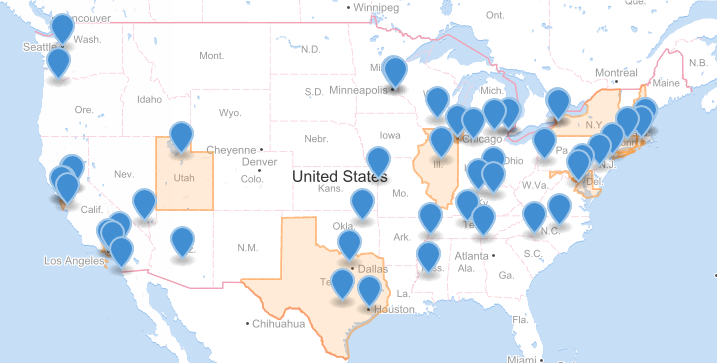 Winnipeg
Vancouver
Ont.
Que.
Seattle
Wash.
Montréal
N.B.
Mont.
N.D.
Maine
Minneapolis
Mich.
Ore.
Idaho
S.D.
N.Y.
Wyo.
Iowa
Chicago
Cheyenne
Nebr.
Pa.
Ohio
Ill.
Denver
Nev.
Utah
Colo.
United States
Kans.
Mo.
W.Va.
Del.
Calif.
Ky.
Okla.
Ark.
N.C.
Los Angeles
N.M.
Atlanta
S.C.
Dallas
Ala.
Ga.
La.
Houston
Chihuahua
Fla.
Miami